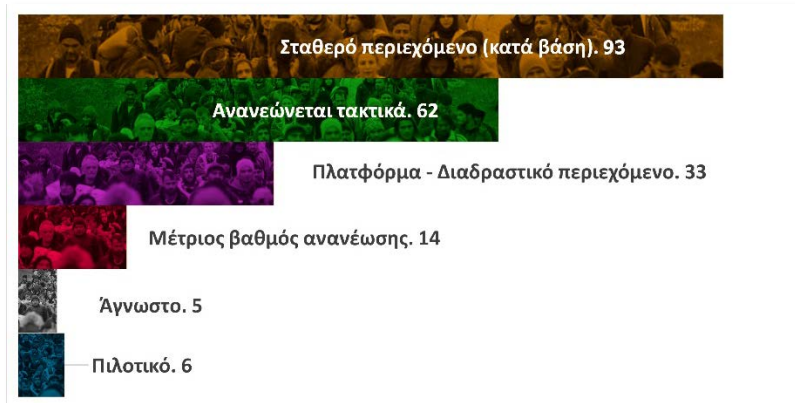 Σταθερό περιεχόμενο (κατά βάση). 93
Ανανεώνεται τακτικά. 62
Πλατφόρμα - Διαδραστικό περιεχόμενο. 33
Μέτριος βαθμός ανανέωσης. 14
Άγνωστο. 5
Πιλοτικό. 6